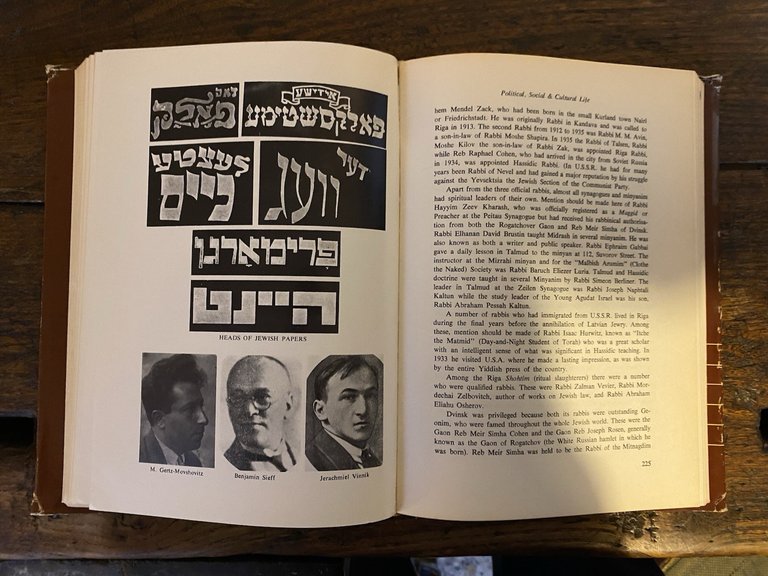 דאס
פאלק
אידישע
פאלקסשטימע
לעצטע
נייס
דער
וועג
פרימארגן
היינט
HEADS OF JEWISH PAPERS
M. Gertz-Movshovitz
Benjamin Sieff
Jerachmiel Vinnik
Political, Social & Cultural Life
hem Mendel Zack, who had been born in the small Kurland town Nairi
or Friedrichstadt. He was originally Rabbi in Kandava and was called to
Riga in 1913. The second Rabbi from 1912 to 1935 was Rabbi M. M. Avin,
a son-in-law of Rabbi Moshe Shapira. In 1935 the Rabbi of Talsen, Rabbi
Moshe Kilov the son-in-law of Rabbi Zak, was appointed Riga Rabbi,
while Reb Raphael Cohen, who had arrived in the city from Soviet Russia
in 1934, was appointed Hassidic Rabbi. (In U.S.S.R. he had for many
years been Rabbi of Nevel and had gained a major reputation by his struggle
against the Yevsektsia the Jewish Section of the Communist Party.
Apart from the three official rabbis, almost all synagogues and minyanim
had spiritual leaders of their own. Mention should be made here of Rabbi
Hayyim Zeev Kharash, who was officially registered as a Maggid or
Preacher at the Peitau Synagogue but had received his rabbinical authorisa-
tion from both the Rogatchover Gaon and Reb Meir Simha of Dvinsk.
Rabbi Elhanan David Brustin taught Midrash in several minyanim. He was
also known as both a writer and public speaker. Rabbi Ephraim Gabbai
gave a daily lesson in Talmud to the minyan at 112, Suvorov Street. The
instructor at the Mizrahi minyan and for the "Malbish Arumim" (Clothe
the Naked) Society was Rabbi Baruch Eliezer Luria. Talmud and Hassidic
doctrine were taught in several Minyanim by Rabbi Simeon Berliner. The
leader in Talmud at the Zeilen Synagogue was Rabbi Joseph Naphtali
Kaltun while the study leader of the Young Agudat Israel was his son,
Rabbi Abraham Pessah Kaltun.
A number of rabbis who had immigrated from U.S.S.R. lived in Riga
during the final years before the annihilation of Latvian Jewry. Among
these, mention should be made of Rabbi Isaac Hurwitz, known as "Itche
the Matmid" (Day-and-Night Student of Torah) who was a great scholar
with an intelligent sense of what was significant in Hassidic teaching. In
1933 he visited U.S.A. where he made a lasting impression, as was shown
by the entire Yiddish press of the country.
Among the Riga Shohtim (ritual slaughterers) there were a number
who were qualified rabbis. These were Rabbi Zalman Vevier, Rabbi Mor-
dechai Zelbovitch, author of works on Jewish law, and Rabbi Abraham
Eliahu Osherov.
Dvinsk was privileged because both its rabbis were outstanding Ge-
onim, who were famed throughout the whole Jewish world. These were the
Gaon Reb Meir Simha Cohen and the Gaon Reb Joseph Rosen, generally
known as the Gaon of Rogatchov (the White Russian hamlet in which he
was born). Reb Meir Simha was held to be the Rabbi of the Mitnagdim
225